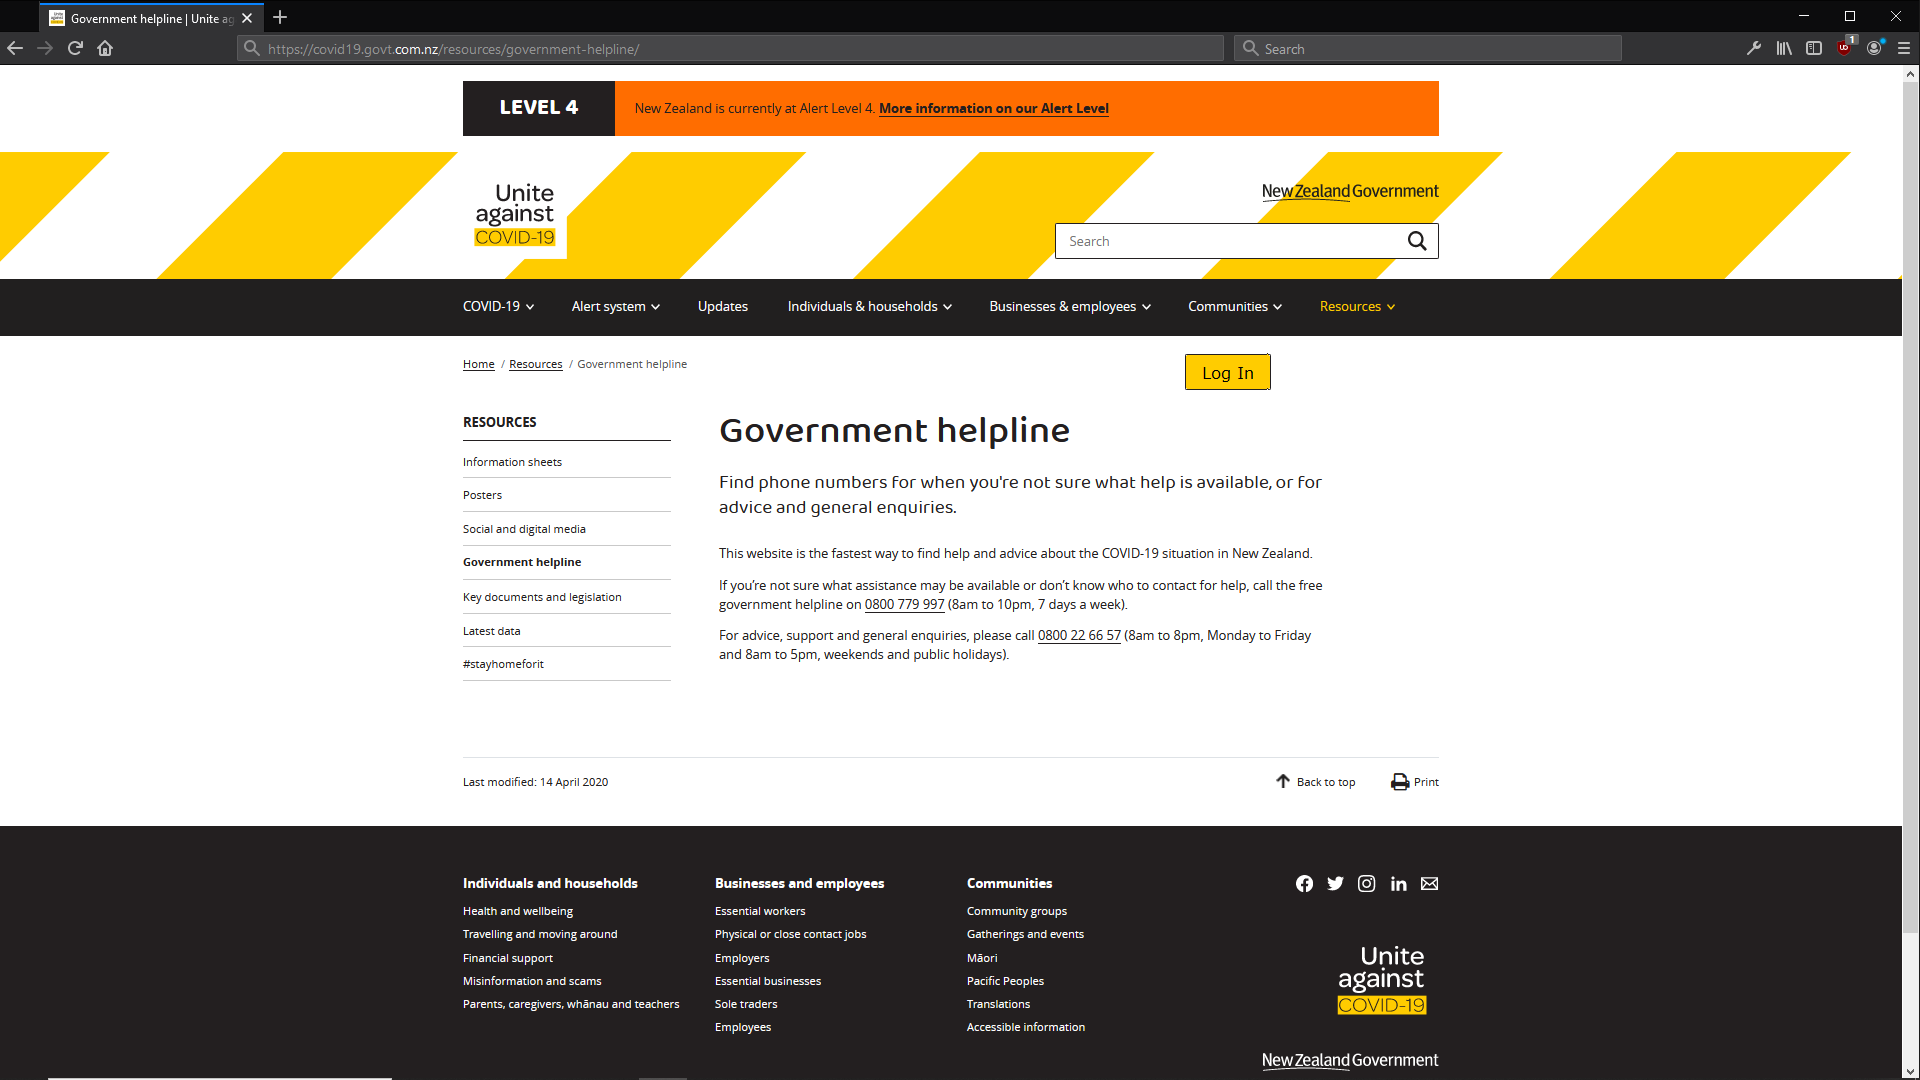 Government helpline | Unite ag
https://covid19.govt.com.nz/resources/government-helpline/
Search
1
LEVEL 4
New Zealand is currently at Alert Level 4. More information on our Alert Level
Unite
against
COVID-19
New Zealand Government
Search
COVID-19
Alert system
Updates
Individuals & households
Businesses & employees
Communities
Resources
Home / Resources / Government helpline
Log In
RESOURCES
Information sheets
Posters
Social and digital media
Government helpline
Key documents and legislation
Latest data
#stayhomeforit
Government helpline
Find phone numbers for when you're not sure what help is available, or for
advice and general enquiries.
This website is the fastest way to find help and advice about the COVID-19 situation in New Zealand.
If you’re not sure what assistance may be available or don’t know who to contact for help, call the free
government helpline on 0800 779 997 (8am to 10pm, 7 days a week).
For advice, support and general enquiries, please call 0800 22 66 57 (8am to 8pm, Monday to Friday
and 8am to 5pm, weekends and public holidays).
Last modified: 14 April 2020
Back to top
Print
Individuals and households
Health and wellbeing
Travelling and moving around
Financial support
Misinformation and scams
Parents, caregivers, whānau and teachers
Businesses and employees
Essential workers
Physical or close contact jobs
Employers
Essential businesses
Sole traders
Employees
Communities
Community groups
Gatherings and events
Māori
Pacific Peoples
Translations
Accessible information
Unite
against
COVID-19
New Zealand Government